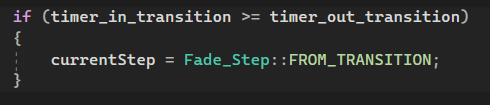 if (timer_in_transition >= timer_out_transition)
{
    currentStep = Fade_Step::FROM_TRANSITION;
}